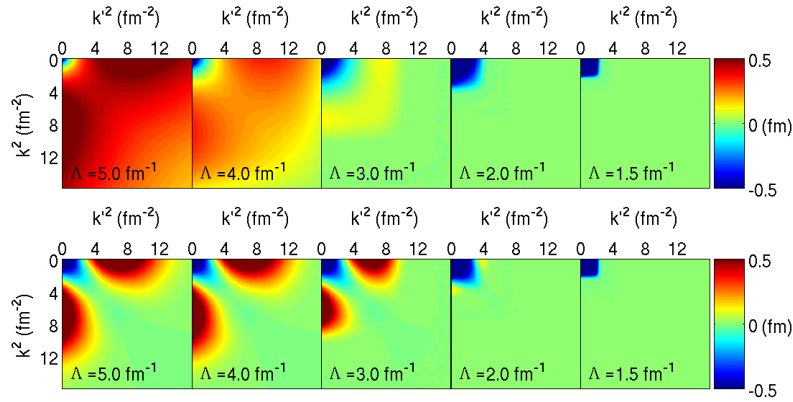 k'² (fm⁻²) k'² (fm⁻²) k'² (fm⁻²) k'² (fm⁻²) k'² (fm⁻²)
0 4 8 12 0 4 8 12 0 4 8 12 0 4 8 12 0 4 8 12
k² (fm⁻²)
0
4
8
12
Λ =5.0 fm⁻¹ Λ =4.0 fm⁻¹ Λ =3.0 fm⁻¹ Λ =2.0 fm⁻¹ Λ =1.5 fm⁻¹
0.5
0 (fm)
-0.5
k'² (fm⁻²) k'² (fm⁻²) k'² (fm⁻²) k'² (fm⁻²) k'² (fm⁻²)
0 4 8 12 0 4 8 12 0 4 8 12 0 4 8 12 0 4 8 12
k² (fm⁻²)
0
4
8
12
Λ =5.0 fm⁻¹ Λ =4.0 fm⁻¹ Λ =3.0 fm⁻¹ Λ =2.0 fm⁻¹ Λ =1.5 fm⁻¹
0.5
0 (fm)
-0.5